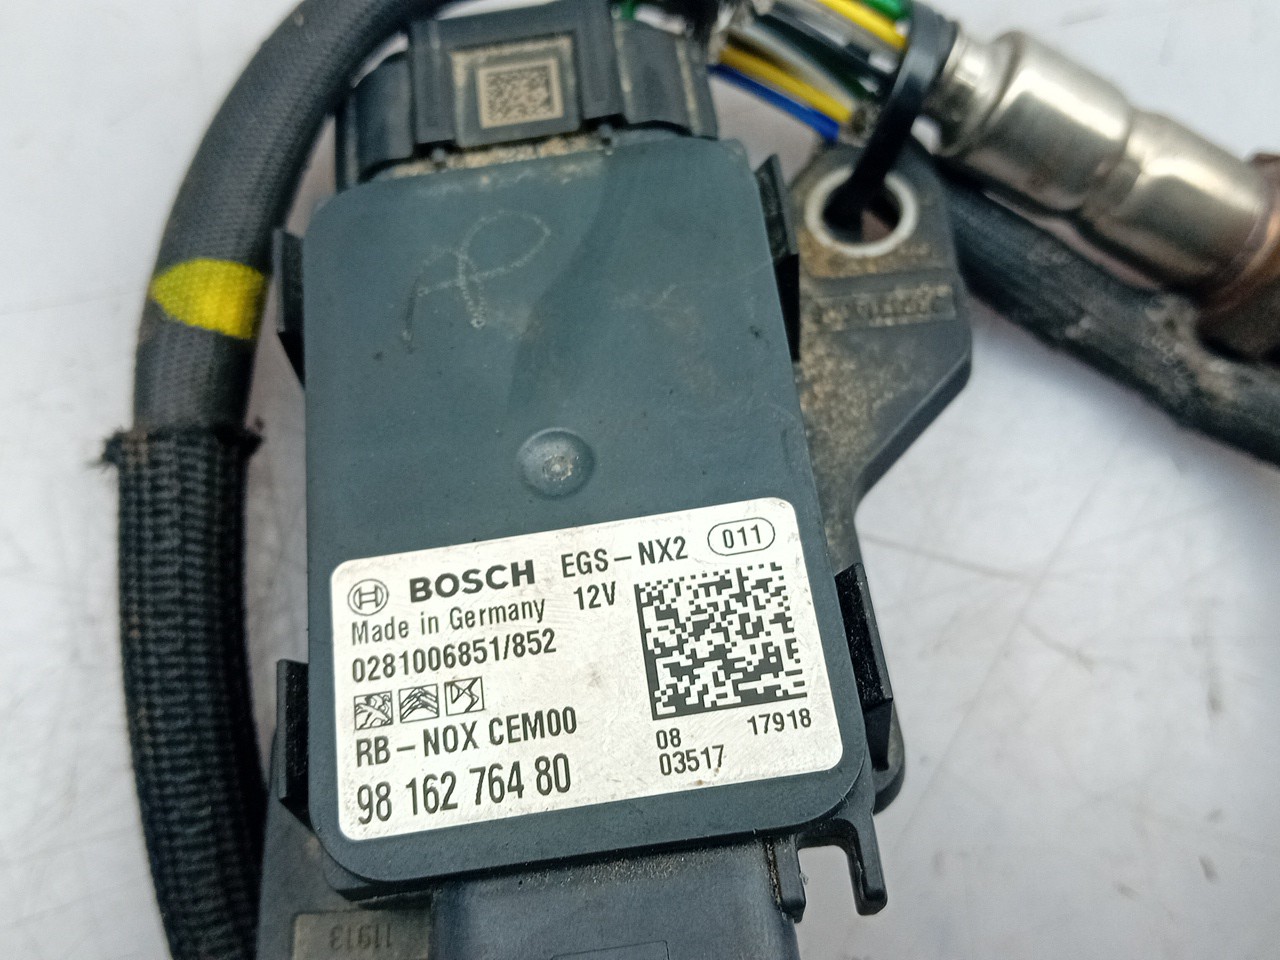 BOSCH EGS-NX2 011
Made in Germany 12V
0281006851/852
RB-NOX CEM00
98 162 764 80
08 17918
03517
11913